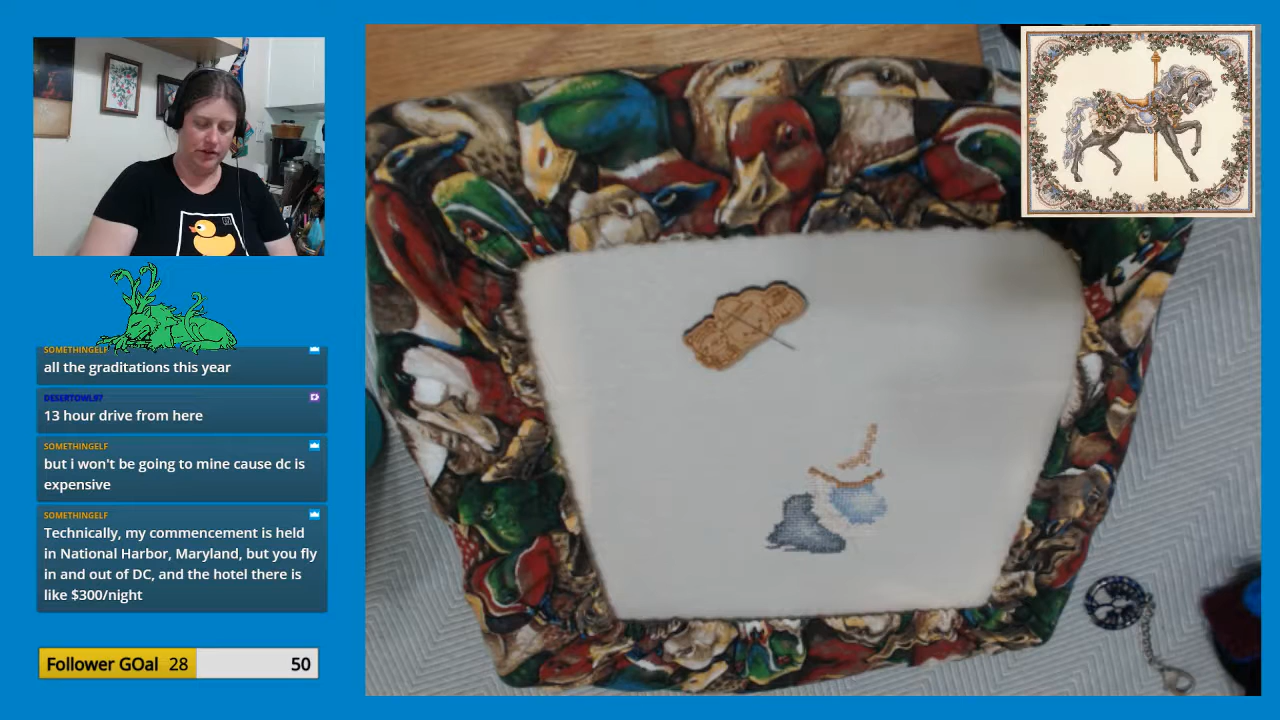 SOMETHINGELF
all the graditations this year
DESERTOWL87
13 hour drive from here
SOMETHINGELF
but i won't be going to mine cause dc is
expensive
SOMETHINGELF
Technically, my commencement is held
in National Harbor, Maryland, but you fly
in and out of DC, and the hotel there is
like $300/night
Follower GOal 28 50